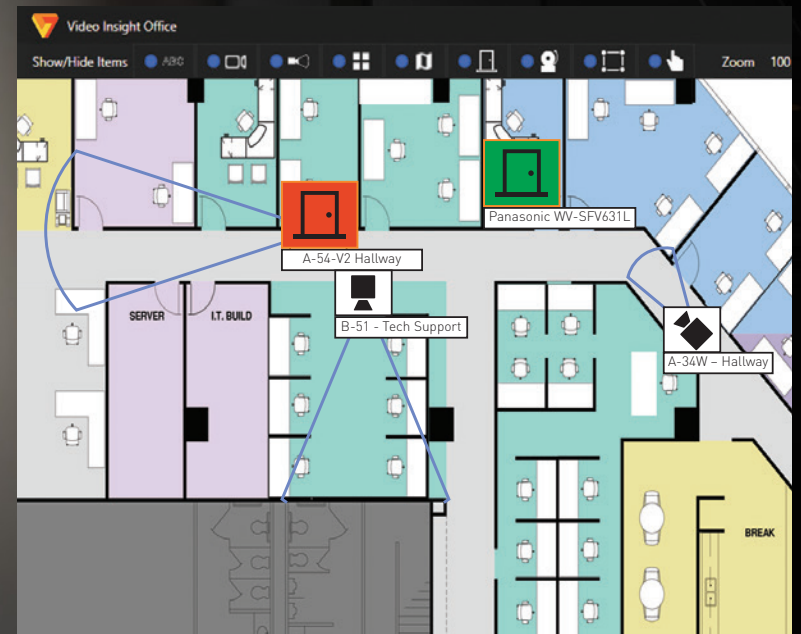 Video Insight Office
Show/Hide Items ABC Zoom 100
Panasonic WV-SFV631L
A-54-V2 Hallway
SERVER I.T. BUILD
B-51 - Tech Support
A-34W – Hallway
BREAK